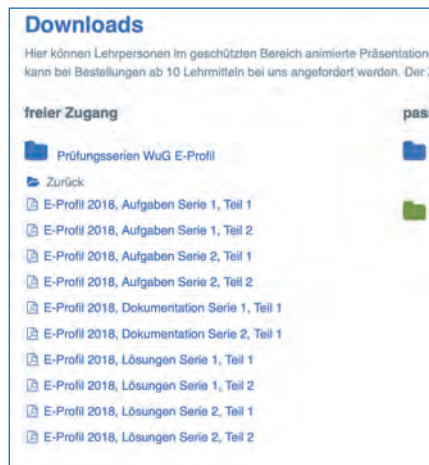 Downloads
Hier können Lehrpersonen im geschützten Bereich animierte Präsentation
kann bei Bestellungen ab 10 Lehrmitteln bei uns angefordert werden. Der
freier Zugang
pas
Prüfungsserien WuG E-Profil
Zurück
E-Profil 2018, Aufgaben Serie 1, Teil 1
E-Profil 2018, Aufgaben Serie 1, Teil 2
E-Profil 2018, Aufgaben Serie 2, Teil 1
E-Profil 2018, Aufgaben Serie 2, Teil 2
E-Profil 2018, Dokumentation Serie 1, Teil 1
E-Profil 2018, Dokumentation Serie 2, Teil 1
E-Profil 2018, Lösungen Serie 1, Teil 1
E-Profil 2018, Lösungen Serie 1, Teil 2
E-Profil 2018, Lösungen Serie 2, Teil 1
E-Profil 2018, Lösungen Serie 2, Teil 2